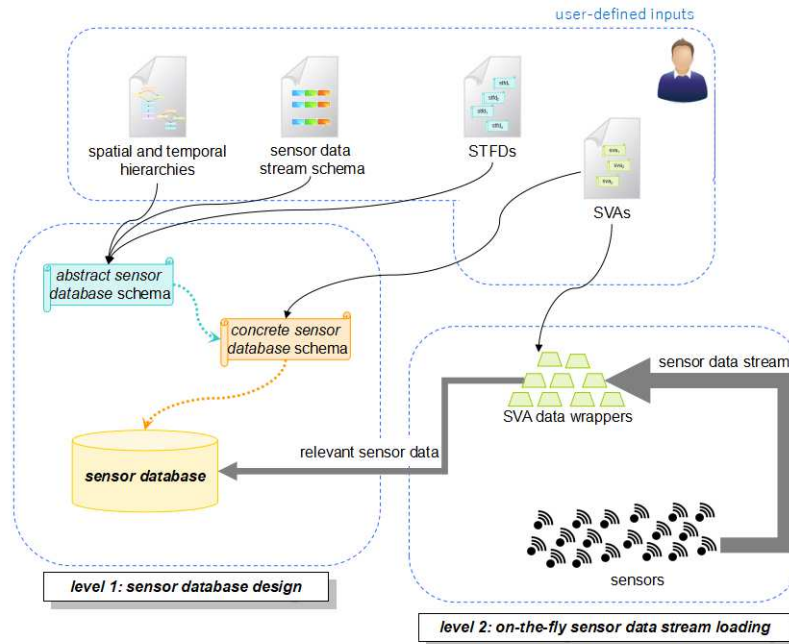 user-defined inputs
spatial and temporal
hierarchies
sensor data
stream schema
STFDs
SVAs
abstract sensor
database schema
concrete sensor
database schema
sensor data stream
SVA data wrappers
relevant sensor data
sensor database
sensors
level 1: sensor database design
level 2: on-the-fly sensor data stream loading